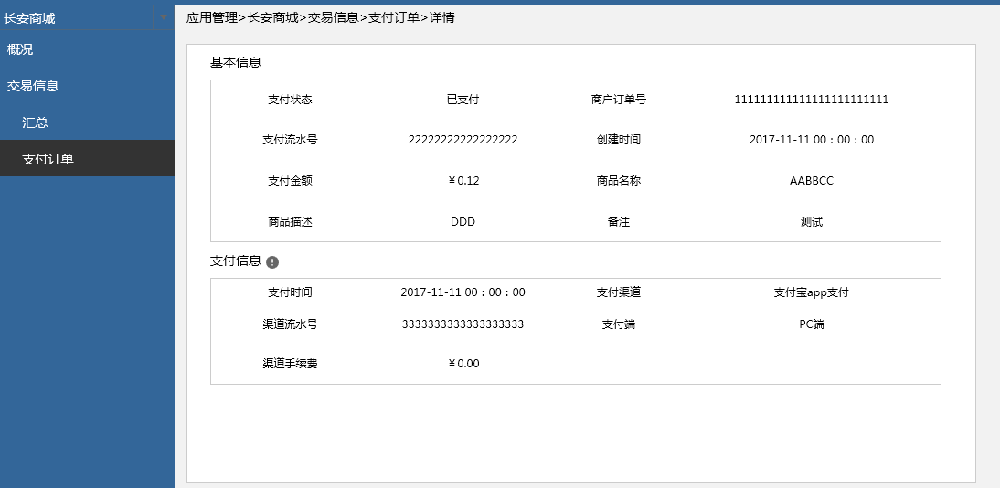 长安商城
概况
交易信息
汇总
支付订单
应用管理>长安商城>交易信息>支付订单>详情
基本信息
支付状态 已支付 商户订单号 111111111111111111111111
支付流水号 22222222222222222 创建时间 2017-11-11 00：00：00
支付金额 ￥0.12 商品名称 AABBCC
商品描述 DDD 备注 测试
支付信息
支付时间 2017-11-11 00：00：00 支付渠道 支付宝app支付
渠道流水号 3333333333333333333 支付端 PC端
渠道手续费 ￥0.00